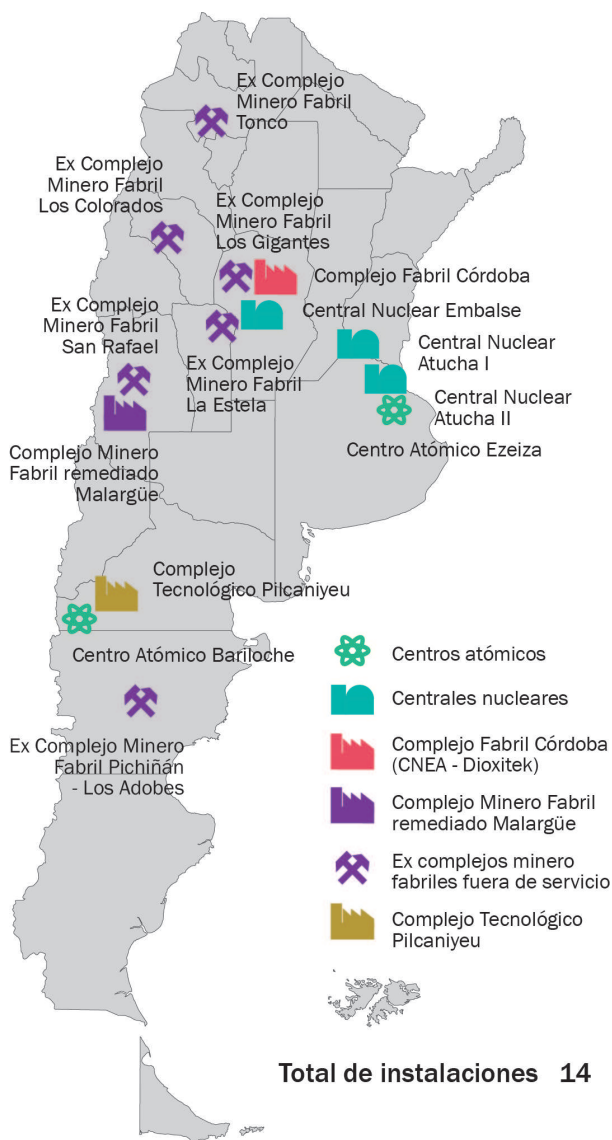 Ex Complejo
Minero Fabril
Tonco
Ex Complejo
Minero Fabril
Los Colorados
Ex Complejo
Minero Fabril
Los Gigantes
Complejo Fabril Córdoba
Central Nuclear Embalse
Ex Complejo
Minero Fabril
San Rafael
Central Nuclear
Atucha I
Ex Complejo
Minero Fabril
La Estela
Central Nuclear
Atucha II
Centro Atómico Ezeiza
Complejo Minero
Fabril remediado
Malargüe
Complejo
Tecnológico Pilcaniyeu
Centro Atómico Bariloche
Ex Complejo Minero
Fabril Pichiñán
- Los Adobes
Centros atómicos
Centrales nucleares
Complejo Fabril Córdoba
(CNEA - Dioxitek)
Complejo Minero Fabril
remediado Malargüe
Ex complejos minero
fabriles fuera de servicio
Complejo Tecnológico
Pilcaniyeu
Total de instalaciones 14